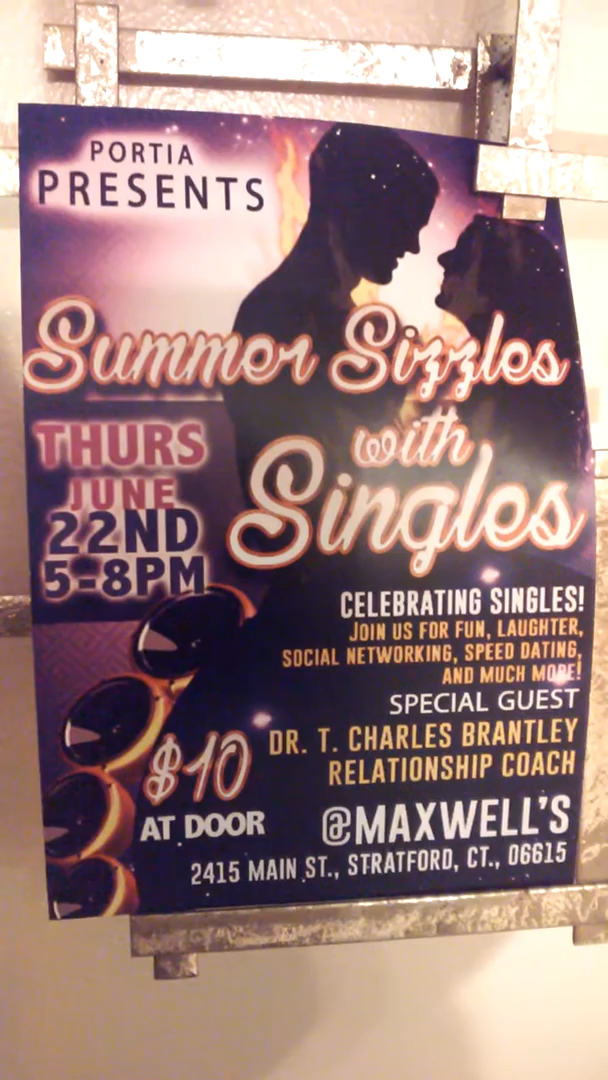 PORTIA
PRESENTS
Summer Sizzles
with
Singles
THURS
JUNE
22ND
5-8PM
CELEBRATING SINGLES!
JOIN US FOR FUN, LAUGHTER,
SOCIAL NETWORKING, SPEED DATING,
AND MUCH MORE!
SPECIAL GUEST
DR. T. CHARLES BRANTLEY
RELATIONSHIP COACH
$10
AT DOOR
@MAXWELL'S
2415 MAIN ST., STRATFORD, CT., 06615